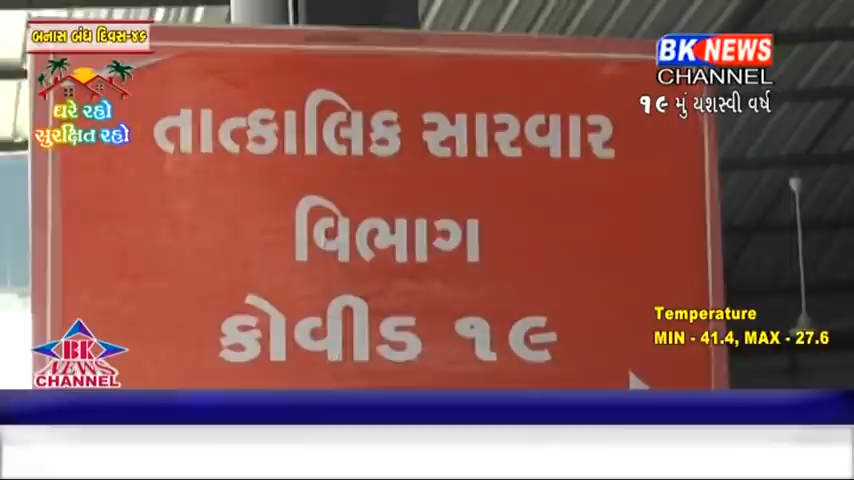 બનાસ બંધ દિવસ-૪૬
ઘરે રહો
સુરક્ષિત રહો
BK NEWS
CHANNEL
૧૯ મું યશસ્વી વર્ષ
તાત્કાલિક સારવાર
વિભાગ
કોવીડ ૧૯
Temperature
MIN - 41.4, MAX - 27.6
BK
NEWS
CHANNEL